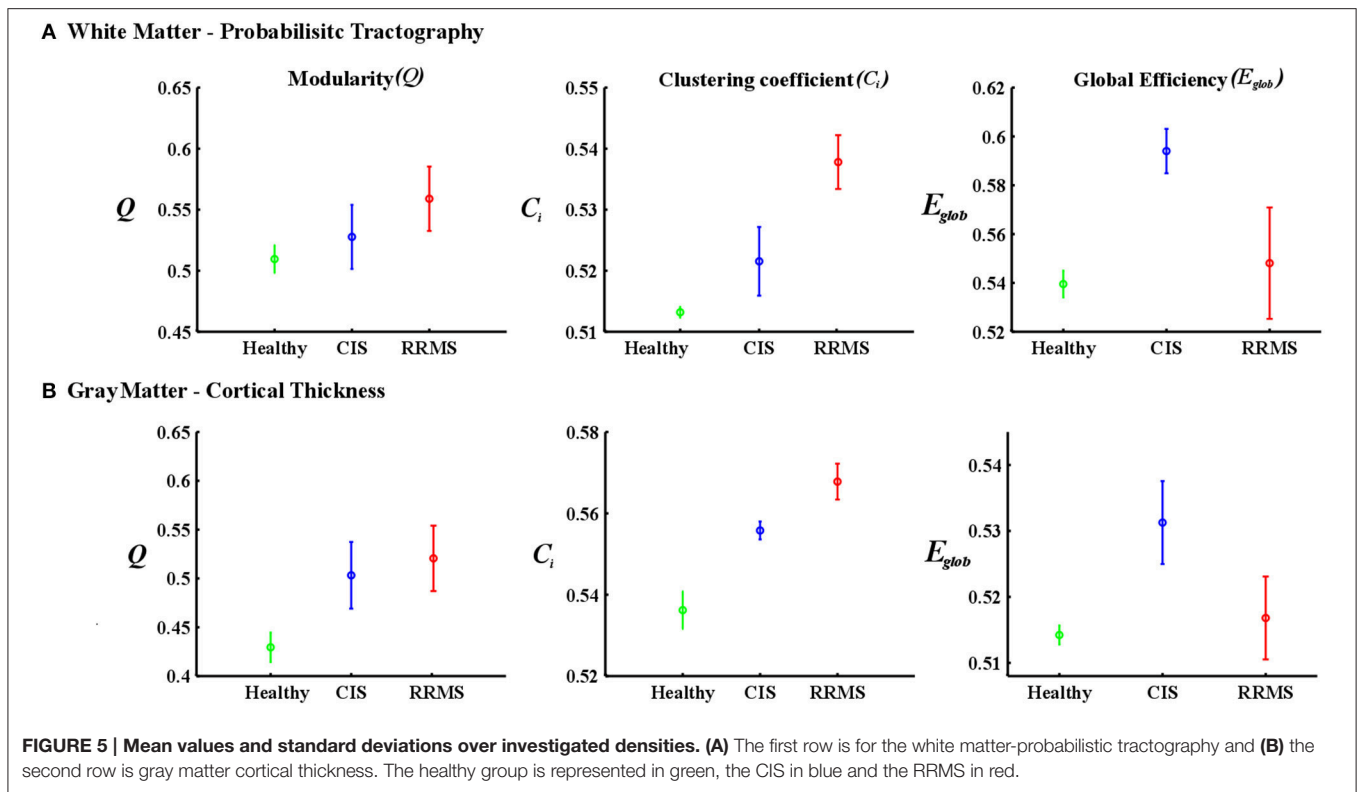 A White Matter - Probabilisitc Tractography
Modularity(Q)
0.65
0.6
0.55
0.5
0.45
Q
Healthy CIS RRMS
Clustering coefficient(Ci)
0.55
0.54
0.53
0.52
0.51
Ci
Healthy CIS RRMS
Global Efficiency(Eglob)
0.62
0.6
0.58
0.56
0.54
0.52
Eglob
Healthy CIS RRMS
B Gray Matter - Cortical Thickness
0.65
0.6
0.55
0.5
0.45
0.4
Q
Healthy CIS RRMS
0.58
0.56
0.54
0.52
Ci
Healthy CIS RRMS
0.54
0.53
0.52
0.51
Eglob
Healthy CIS RRMS
FIGURE 5 | Mean values and standard deviations over investigated densities. (A) The first row is for the white matter-probabilistic tractography and (B) the
second row is gray matter cortical thickness. The healthy group is represented in green, the CIS in blue and the RRMS in red.